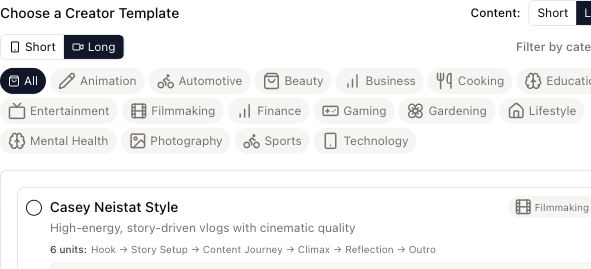 Choose a Creator Template
Content: Short
Short Long
Filter by
All Animation Automotive Beauty Business Cooking
Entertainment Filmmaking Finance Gaming Gardening Lifestyle
Mental Health Photography Sports Technology
Casey Neistat Style
Filmmaking
High-energy, story-driven vlogs with cinematic quality
6 units: Hook → Story Setup → Content Journey → Climax → Reflection → Outro